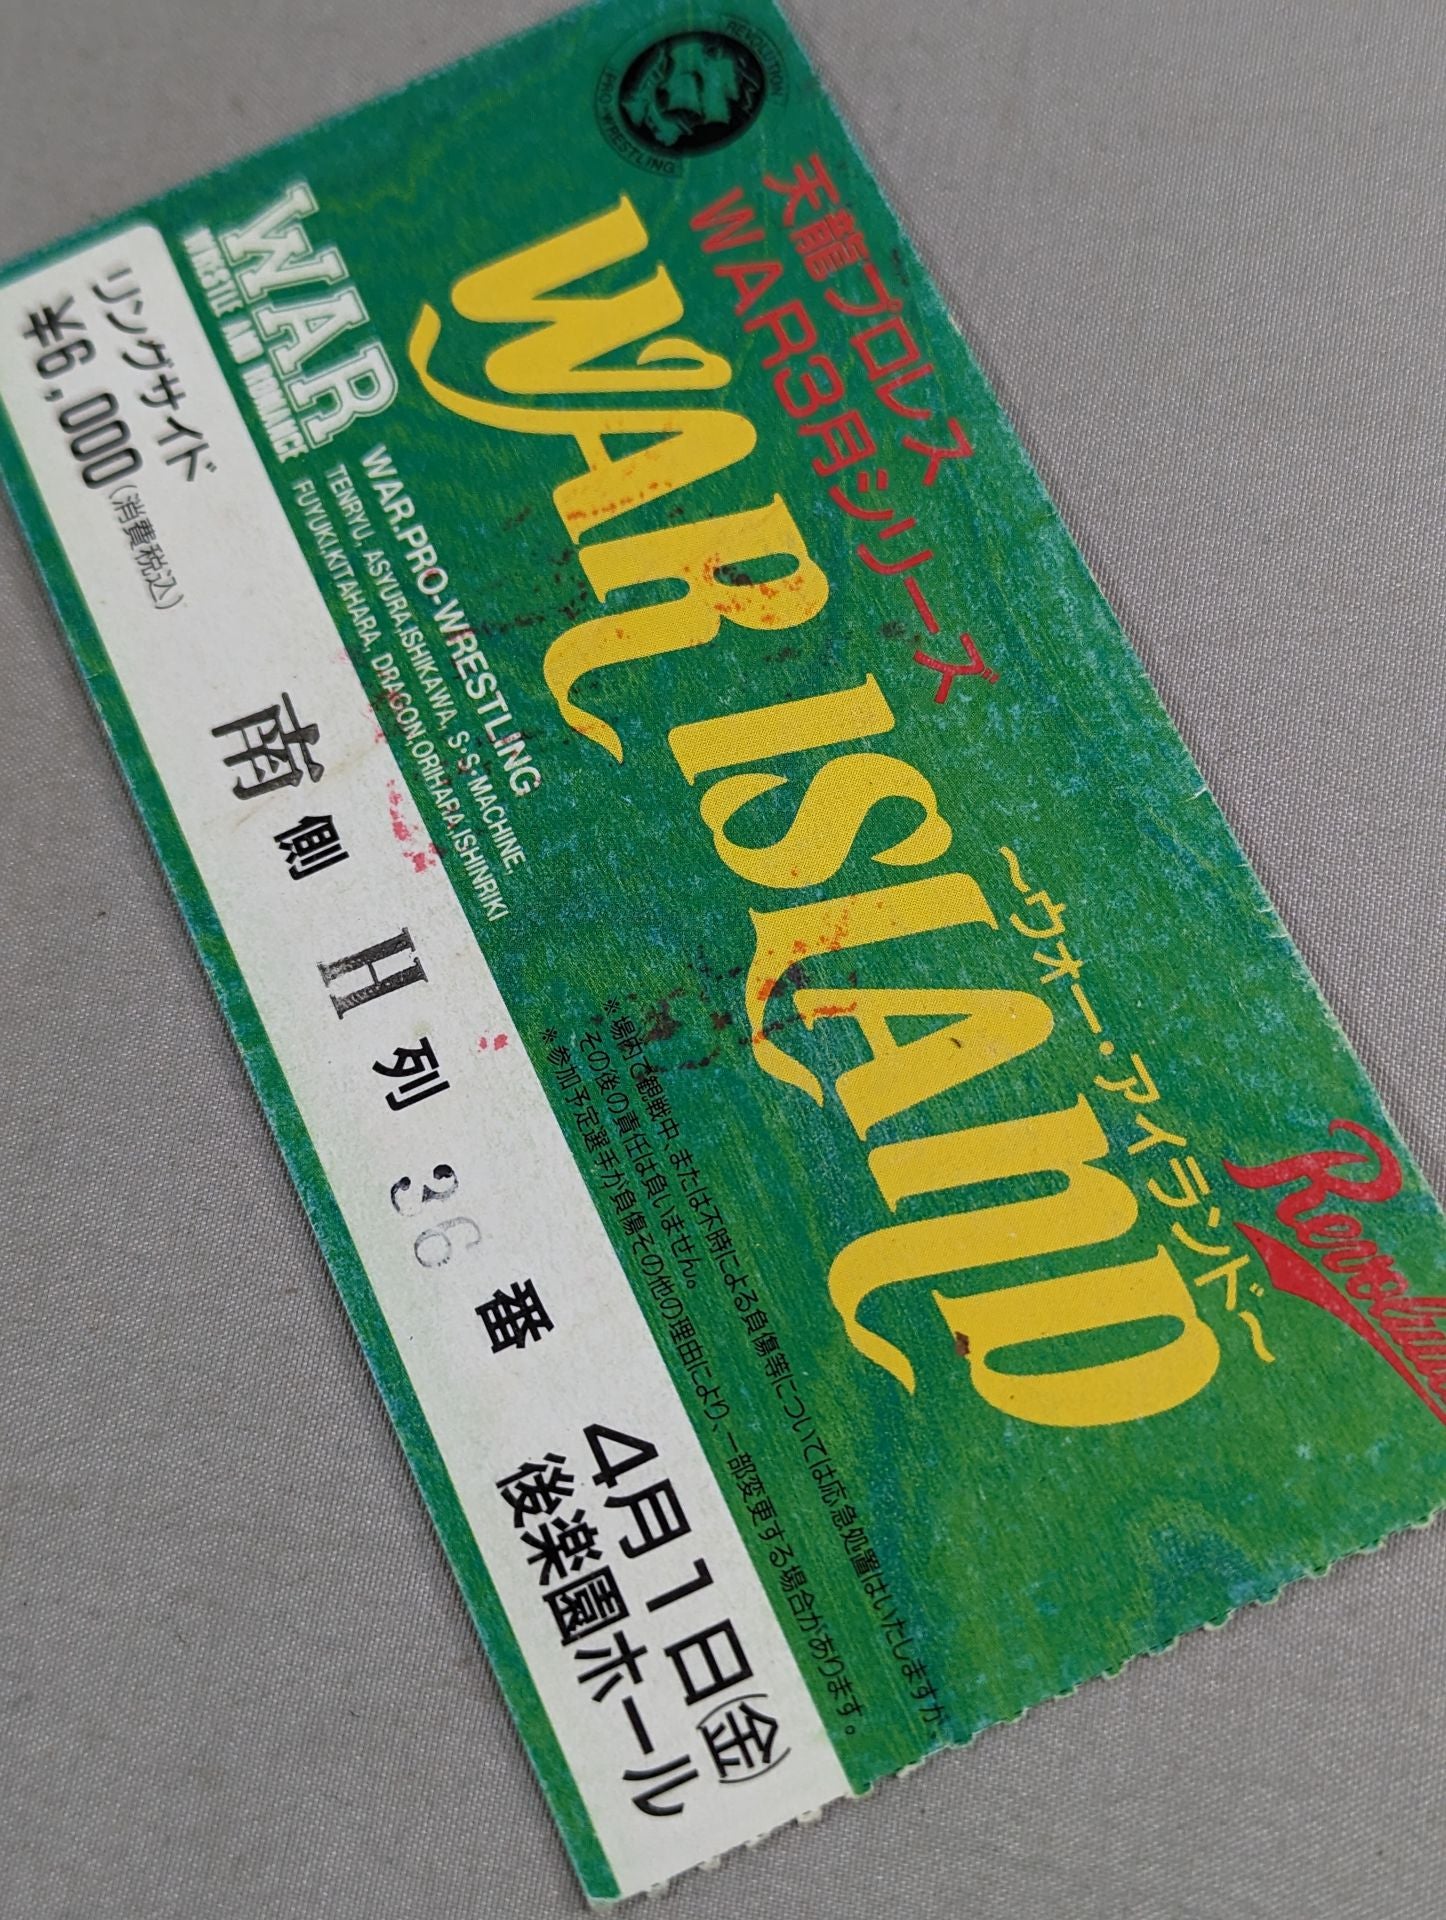 REVOLUTION
PRO-WRESTLING
天龍プロレス
WAR3月シリーズ
WAR ISLAND
～ウォー・アイランド～
WAR
WRESTLE AND ROMANCE
WAR.PRO-WRESTLING
TENRYU, ASYURA,ISHIKAWA, S・S・MACHINE,
FUYUKI,KITAHARA, DRAGON,ORIHARA,ISHINRIKI
※場内で観戦中、または不時による負傷等については応急処置はいたしますが、
その後の責任は負いません。
※参加予定選手が負傷その他の理由により、一部変更する場合があります。
リングサイド
¥6,000(消費税込)
南側 H列 36番
4月1日(金)
後楽園ホール